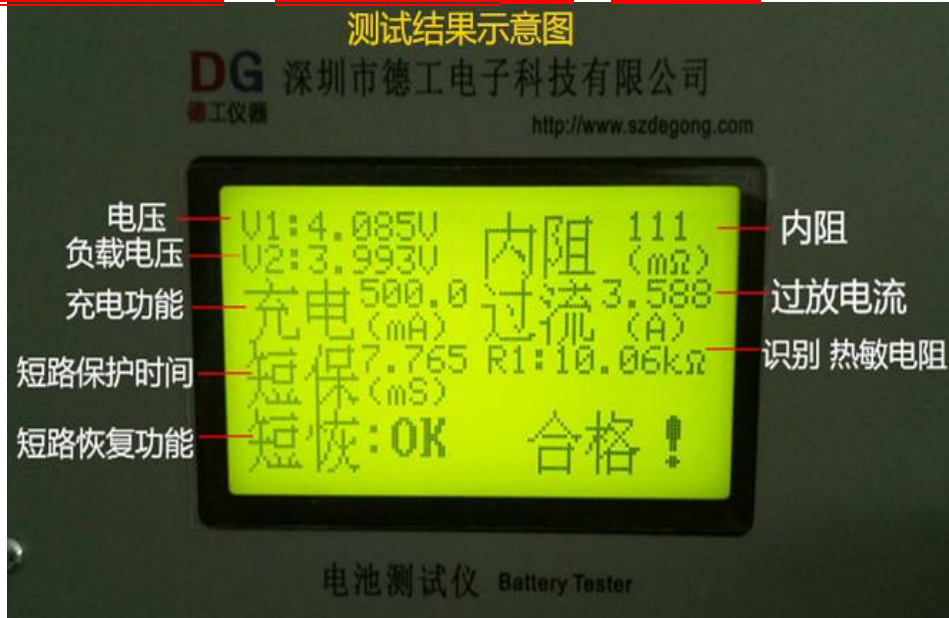 测试结果示意图
DG 深圳市德工电子科技有限公司
德工仪器
http://www.szdegong.com
电压
V1:4.085V
内阻 111
(mΩ)
内阻
负载电压
V2:3.993V
充电功能
充电 500.0
(mA)
过流 3.588
(A)
过放电流
短路保护时间
短保 7.765
(mS)
R1:10.06kΩ
识别 热敏电阻
短路恢复功能
短恢:OK
合格!
电池测试仪 Battery Tester